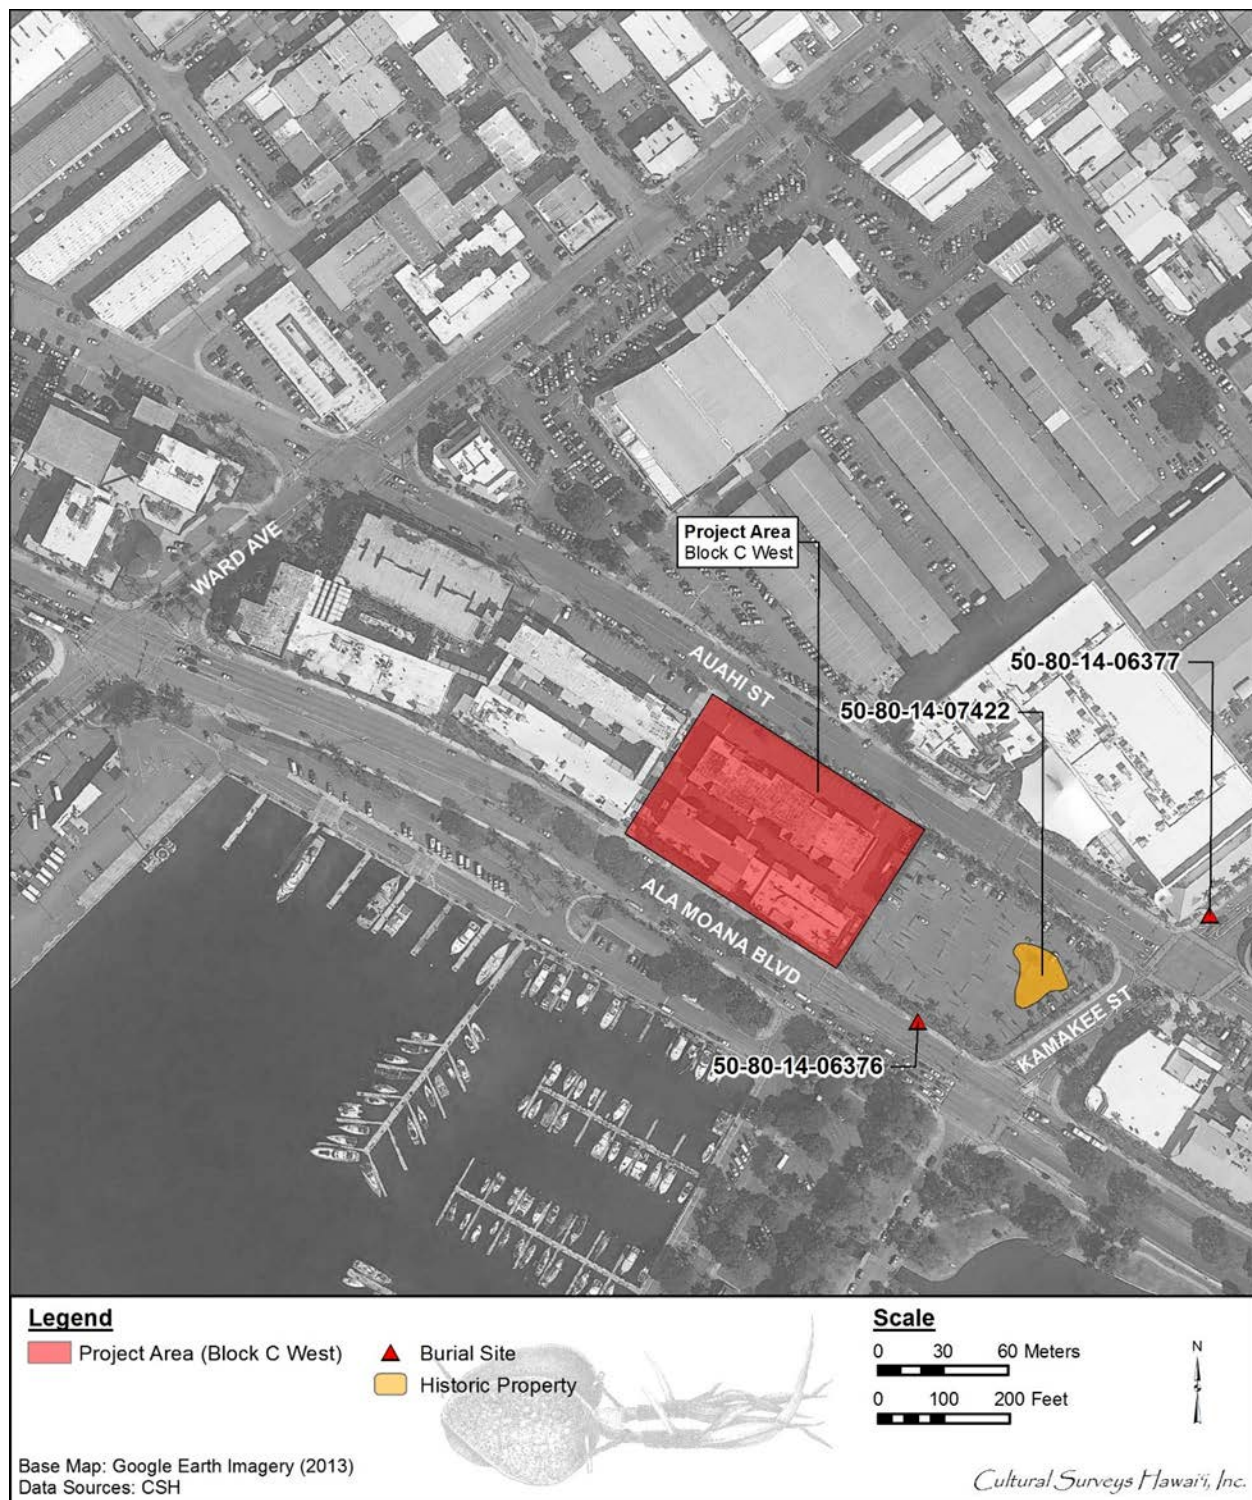 WARD AVE
Project Area
Block C West
AUAHI ST
50-80-14-06377
50-80-14-07422
ALA MOANA BLVD
KAMAKEE ST
50-80-14-06376
Legend
Project Area (Block C West)
Burial Site
Historic Property
Base Map: Google Earth Imagery (2013)
Data Sources: CSH
Scale
0 30 60 Meters
0 100 200 Feet
N
Cultural Surveys Hawaiʻi, Inc.